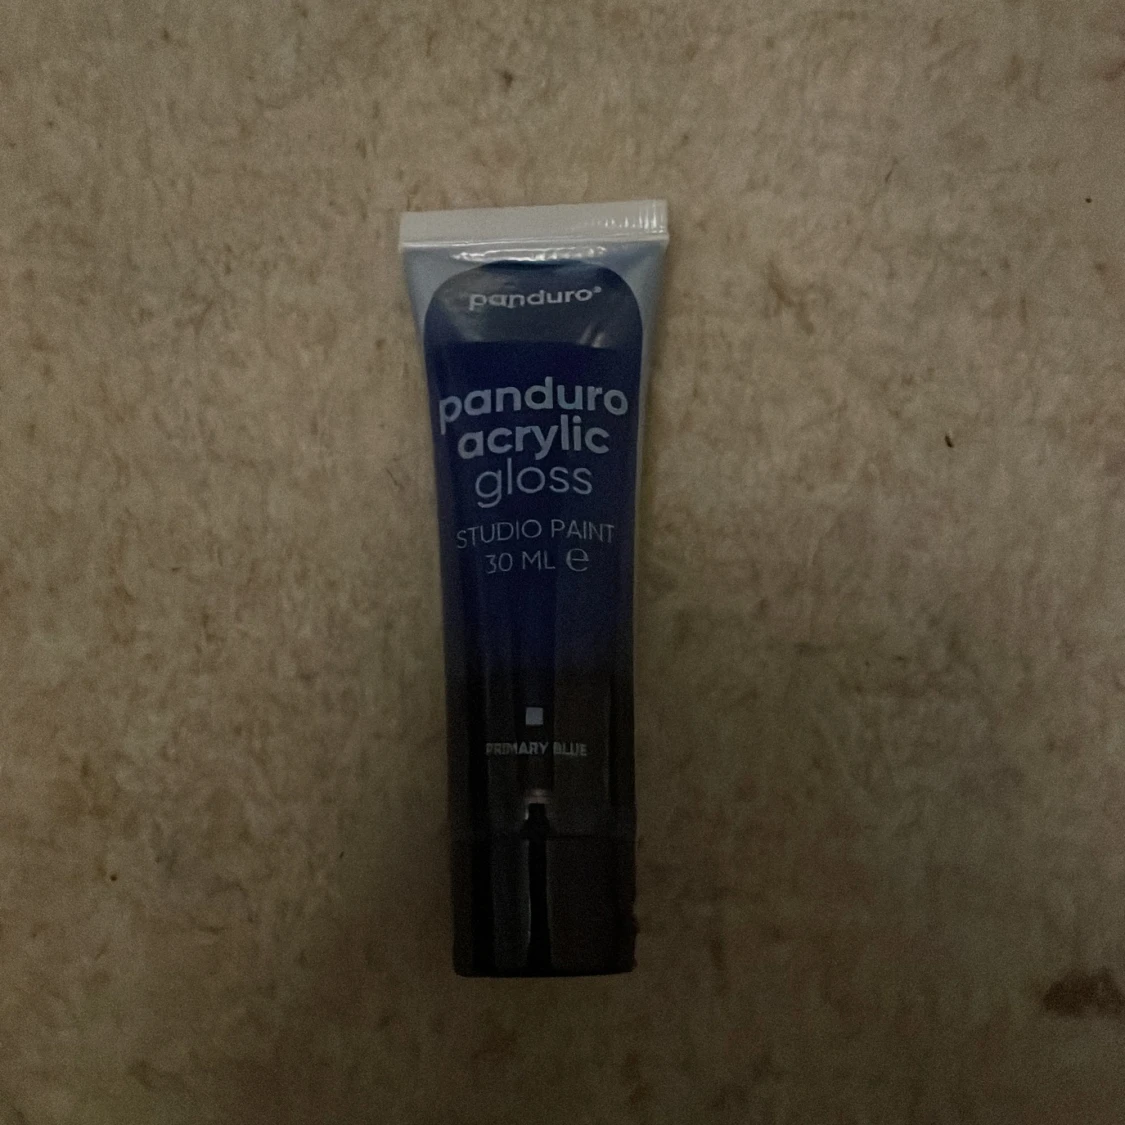 panduro®
panduro
acrylic
gloss
STUDIO PAINT
30 ML ℮
PRIMARY BLUE